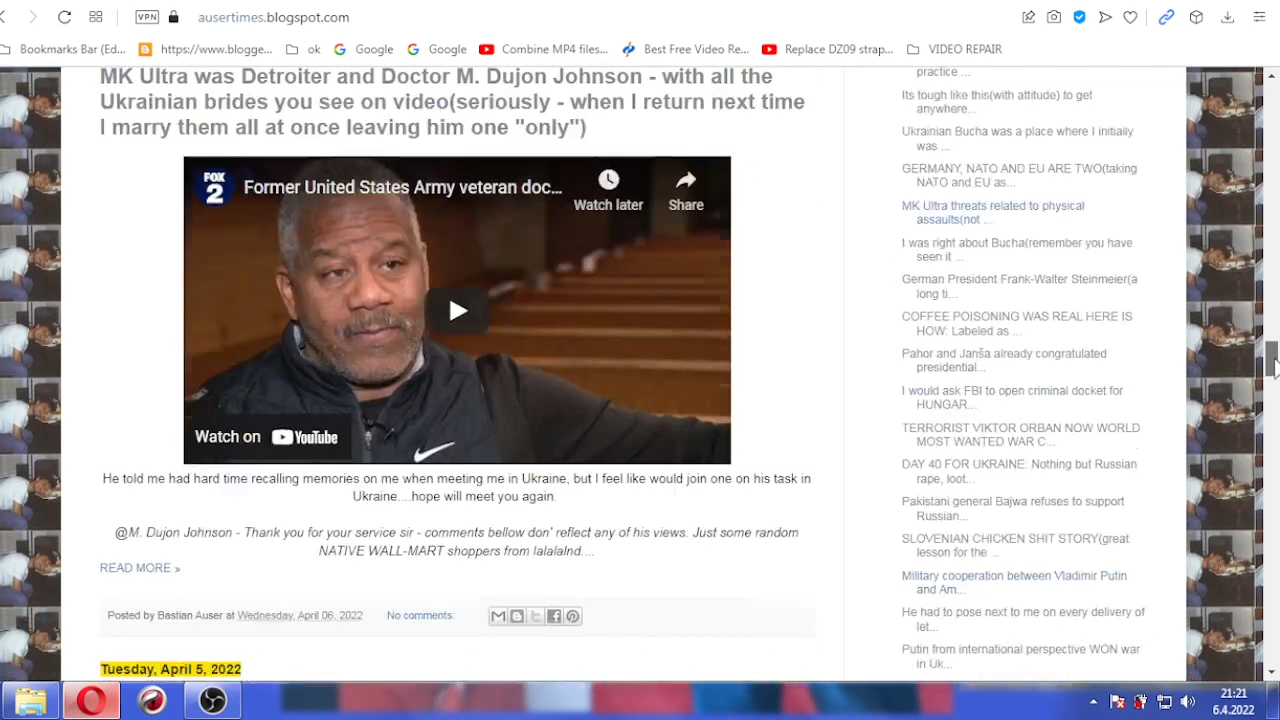 VPN
ausertimes.blogspot.com
Bookmarks Bar (Ed...
https://www.blogge...
ok
Google
Google
Combine MP4 files...
Best Free Video Re...
Replace DZ09 strap...
VIDEO REPAIR
MK Ultra was Detroiter and Doctor M. Dujon Johnson - with all the
Ukrainian brides you see on video(seriously - when I return next time
I marry them all at once leaving him one "only")
FOX
2
Former United States Army veteran doc...
Watch later
Share
Watch on YouTube
He told me had hard time recalling memories on me when meeting me in Ukraine, but I feel like would join one on his task in
Ukraine....hope will meet you again.
@M. Dujon Johnson - Thank you for your service sir - comments bellow don' reflect any of his views. Just some random
NATIVE WALL-MART shoppers from lalalalnd....
READ MORE »
Posted by Bastian Auser at Wednesday, April 06, 2022
No comments:
Tuesday, April 5, 2022
practice ...
Its tough like this(with attitude) to get
anywhere...
Ukrainian Bucha was a place where I initially
was ...
GERMANY, NATO AND EU ARE TWO(taking
NATO and EU as...
MK Ultra threats related to physical
assaults(not ...
I was right about Bucha(remember you have
seen it ...
German President Frank-Walter Steinmeier(a
long ti...
COFFEE POISONING WAS REAL HERE IS
HOW: Labeled as ...
Pahor and Janša already congratulated
presidential...
I would ask FBI to open criminal docket for
HUNGAR...
TERRORIST VIKTOR ORBAN NOW WORLD
MOST WANTED WAR C...
DAY 40 FOR UKRAINE: Nothing but Russian
rape, loot...
Pakistani general Bajwa refuses to support
Russian...
SLOVENIAN CHICKEN SHIT STORY(great
lesson for the ...
Military cooperation between Vladimir Putin
and Am...
He had to pose next to me on every delivery of
let...
Putin from international perspective WON war
in Uk...
21:21
6.4.2022